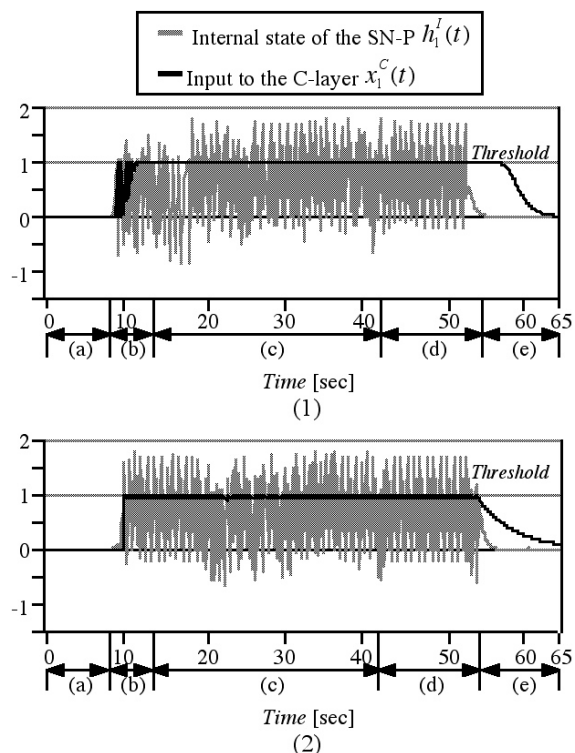 Internal state of the SN-P h₁ᴵ(t)
Input to the C-layer x₁ᶜ(t)
2
Threshold
1
0
-1
0 10 20 30 40 50 60 65
(a) (b) (c) (d) (e)
Time [sec]
(1)
2
Threshold
1
0
-1
0 10 20 30 40 50 60 65
(a) (b) (c) (d) (e)
Time [sec]
(2)